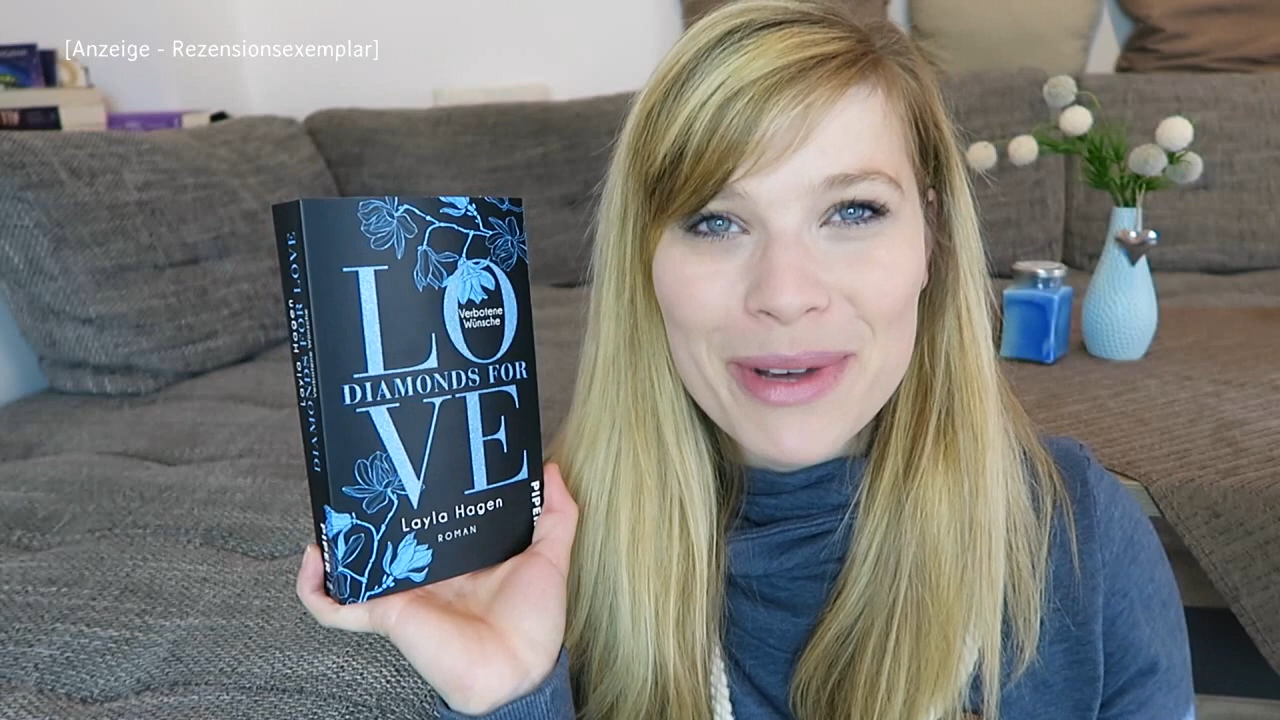 [Anzeige - Rezensionsexemplar]
LO
Verbotene
Wünsche
DIAMONDS FOR
VE
Layla Hagen
ROMAN
PIPER
Layla Hagen
DIAMONDS FOR LOVE